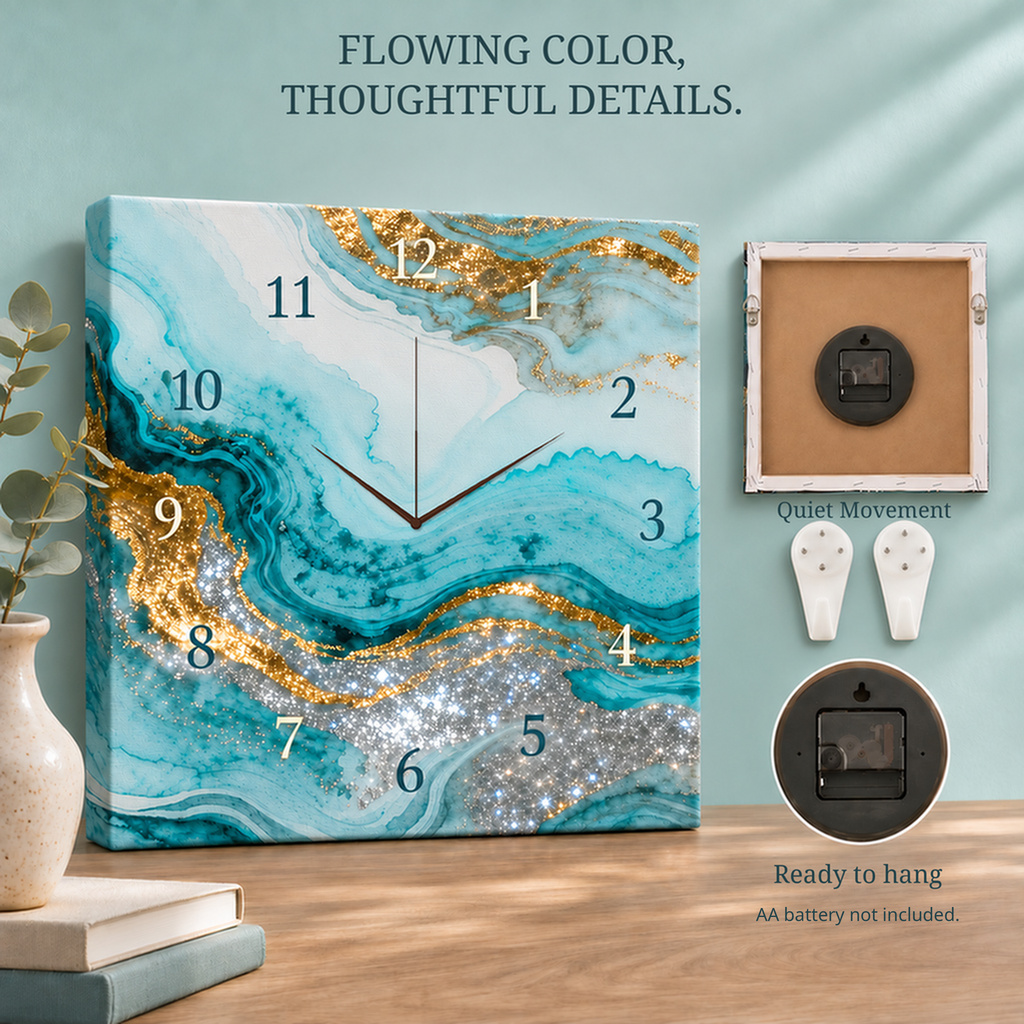 FLOWING COLOR,
THOUGHTFUL DETAILS.
12
11
1
10
2
9
3
8
4
7
5
6
Quiet Movement
Ready to hang
AA battery not included.